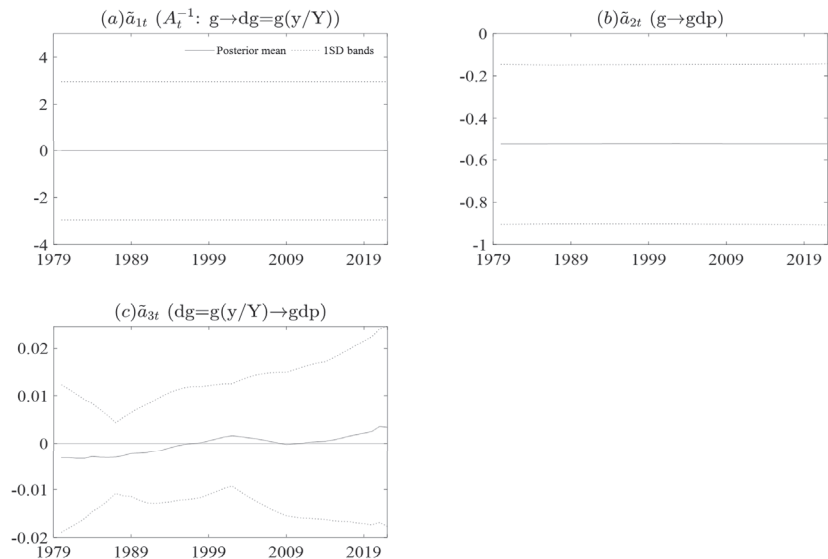 (a)ã₁ₜ (Aₜ⁻¹: g→dg=g(y/Y))
4
2
0
-2
-4
1979 1989 1999 2009 2019
Posterior mean 1SD bands
(b)ã₂ₜ (g→gdp)
0
-0.2
-0.4
-0.6
-0.8
-1
1979 1989 1999 2009 2019
(c)ã₃ₜ (dg=g(y/Y)→gdp)
0.02
0.01
0
-0.01
-0.02
1979 1989 1999 2009 2019